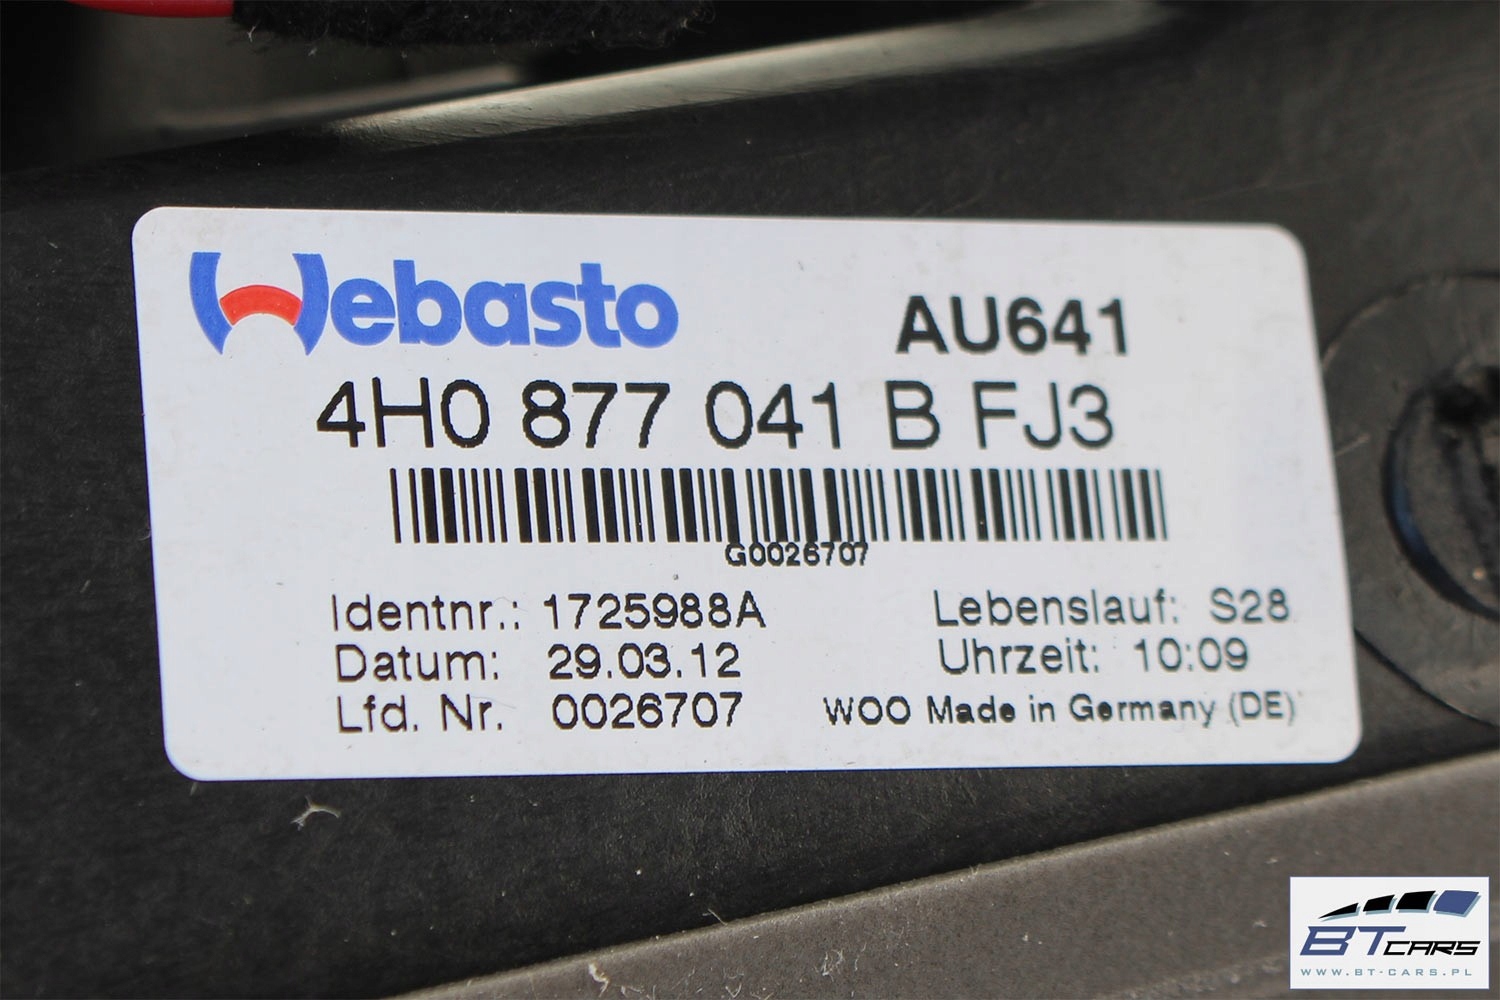 Webasto
AU641
4H0 877 041 B FJ3
G0026707
Identnr.: 1725988A
Lebenslauf: S28
Datum: 29.03.12
Uhrzeit: 10:09
Lfd. Nr. 0026707
WOO Made in Germany (DE)
BT CARS
WWW.BT-CARS.PL